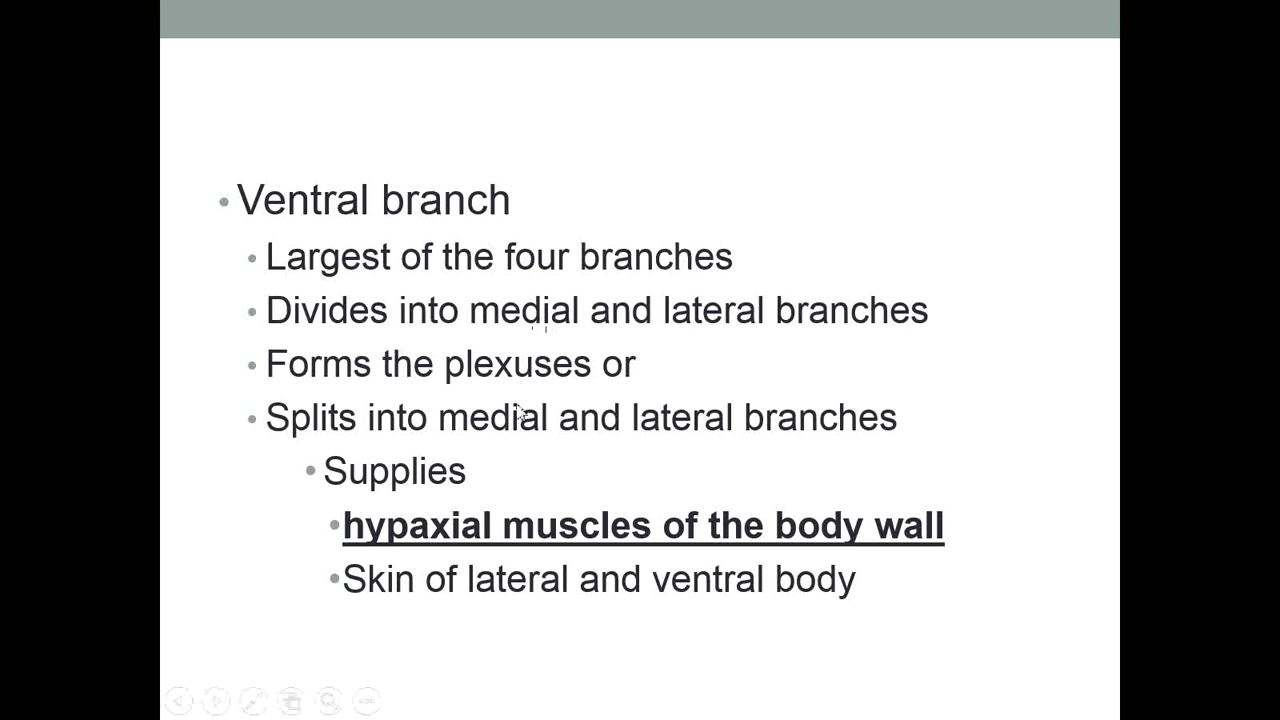 Ventral branch
Largest of the four branches
Divides into medial and lateral branches
Forms the plexuses or
Splits into medial and lateral branches
Supplies
hypaxial muscles of the body wall
Skin of lateral and ventral body